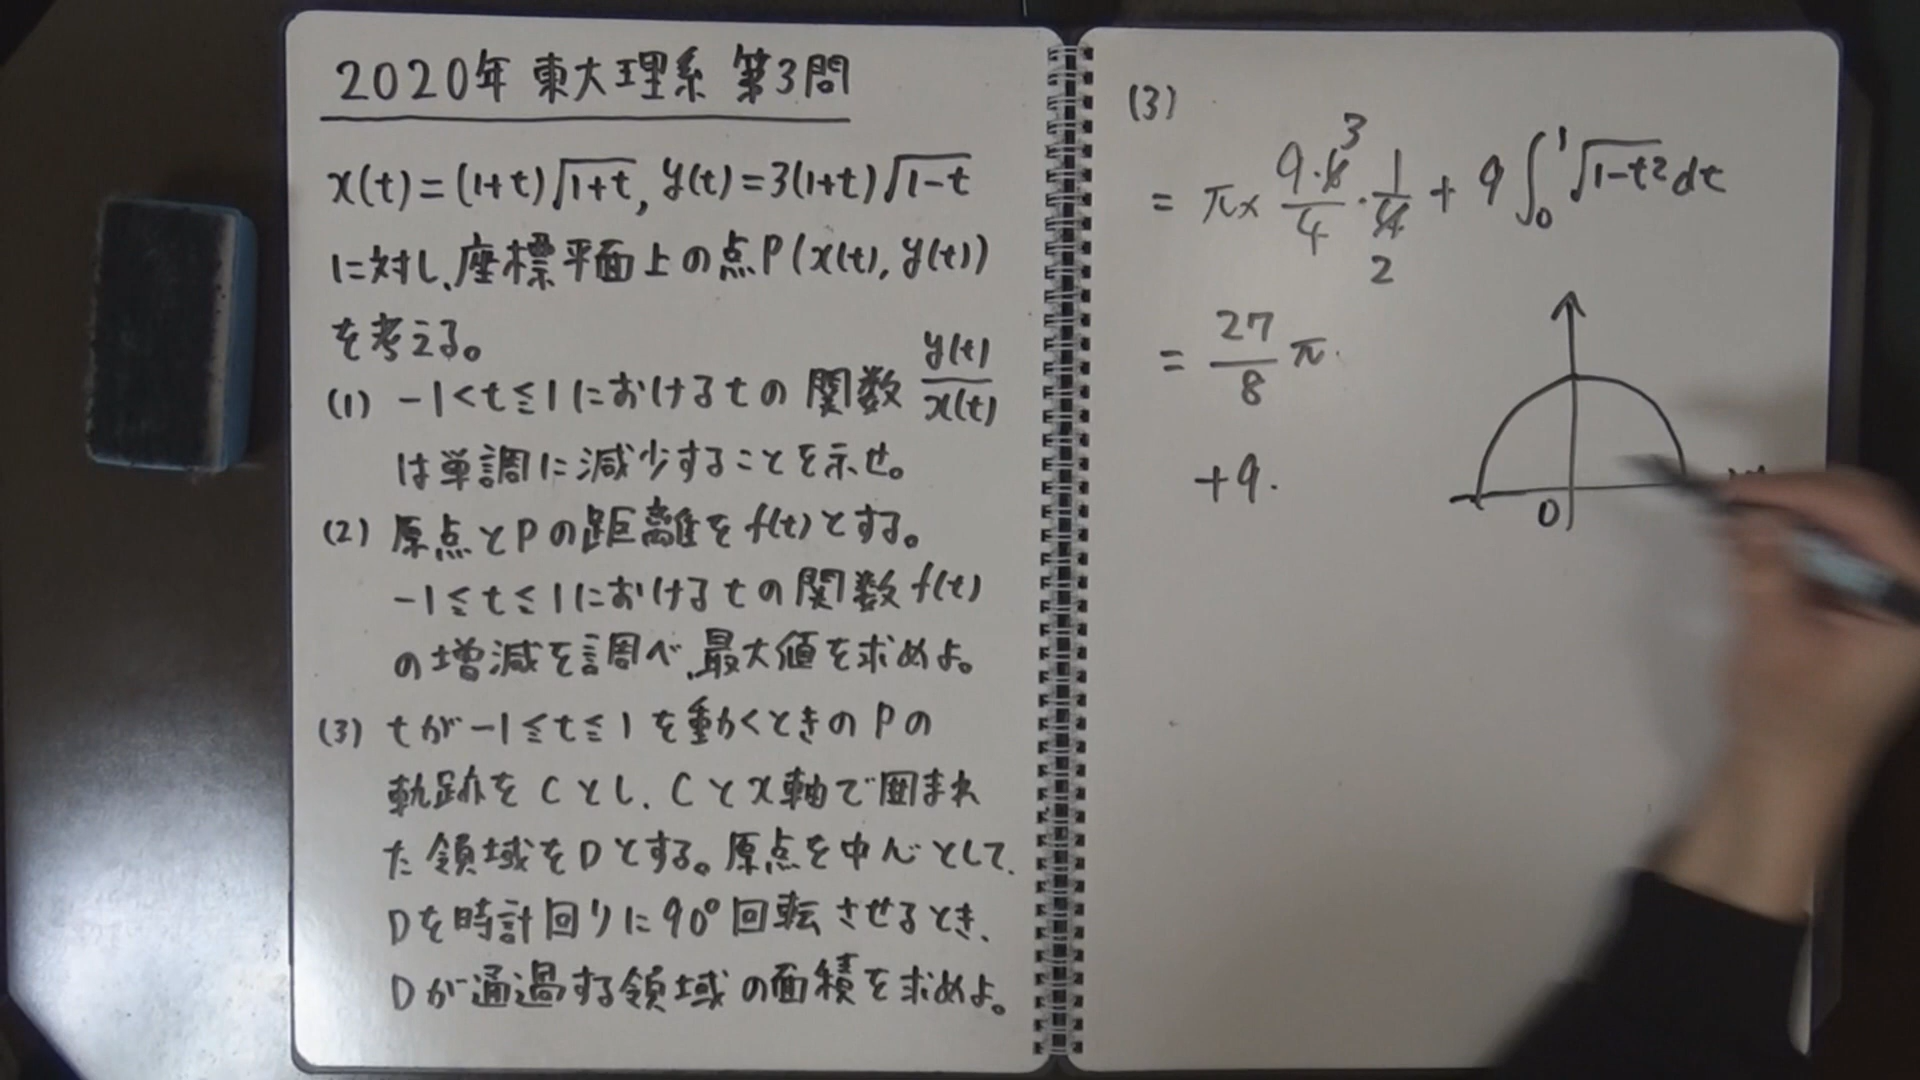 2020年 東大理系 第3問
x(t)=(1+t)√1+t, y(t)=3(1+t)√1-t
に対し、座標平面上の点P(x(t), y(t))
を考える。
(1) -1<t≦1におけるtの関数 y(t)/x(t)
は単調に減少することを示せ。
(2) 原点とPの距離をf(t)とする。
-1≦t≦1におけるtの関数f(t)
の増減を調べ、最大値を求めよ。
(3) tが-1≦t≦1を動くときのPの
軌跡をCとし、Cとx軸で囲まれ
た領域をDとする。原点を中心として、
Dを時計回りに90°回転させるとき、
Dが通過する領域の面積を求めよ。
(3)
= π× 9·6/4 · 1/4 + 9∫₀¹√1-t² dt
3
2
= 27/8 π
+9·
0